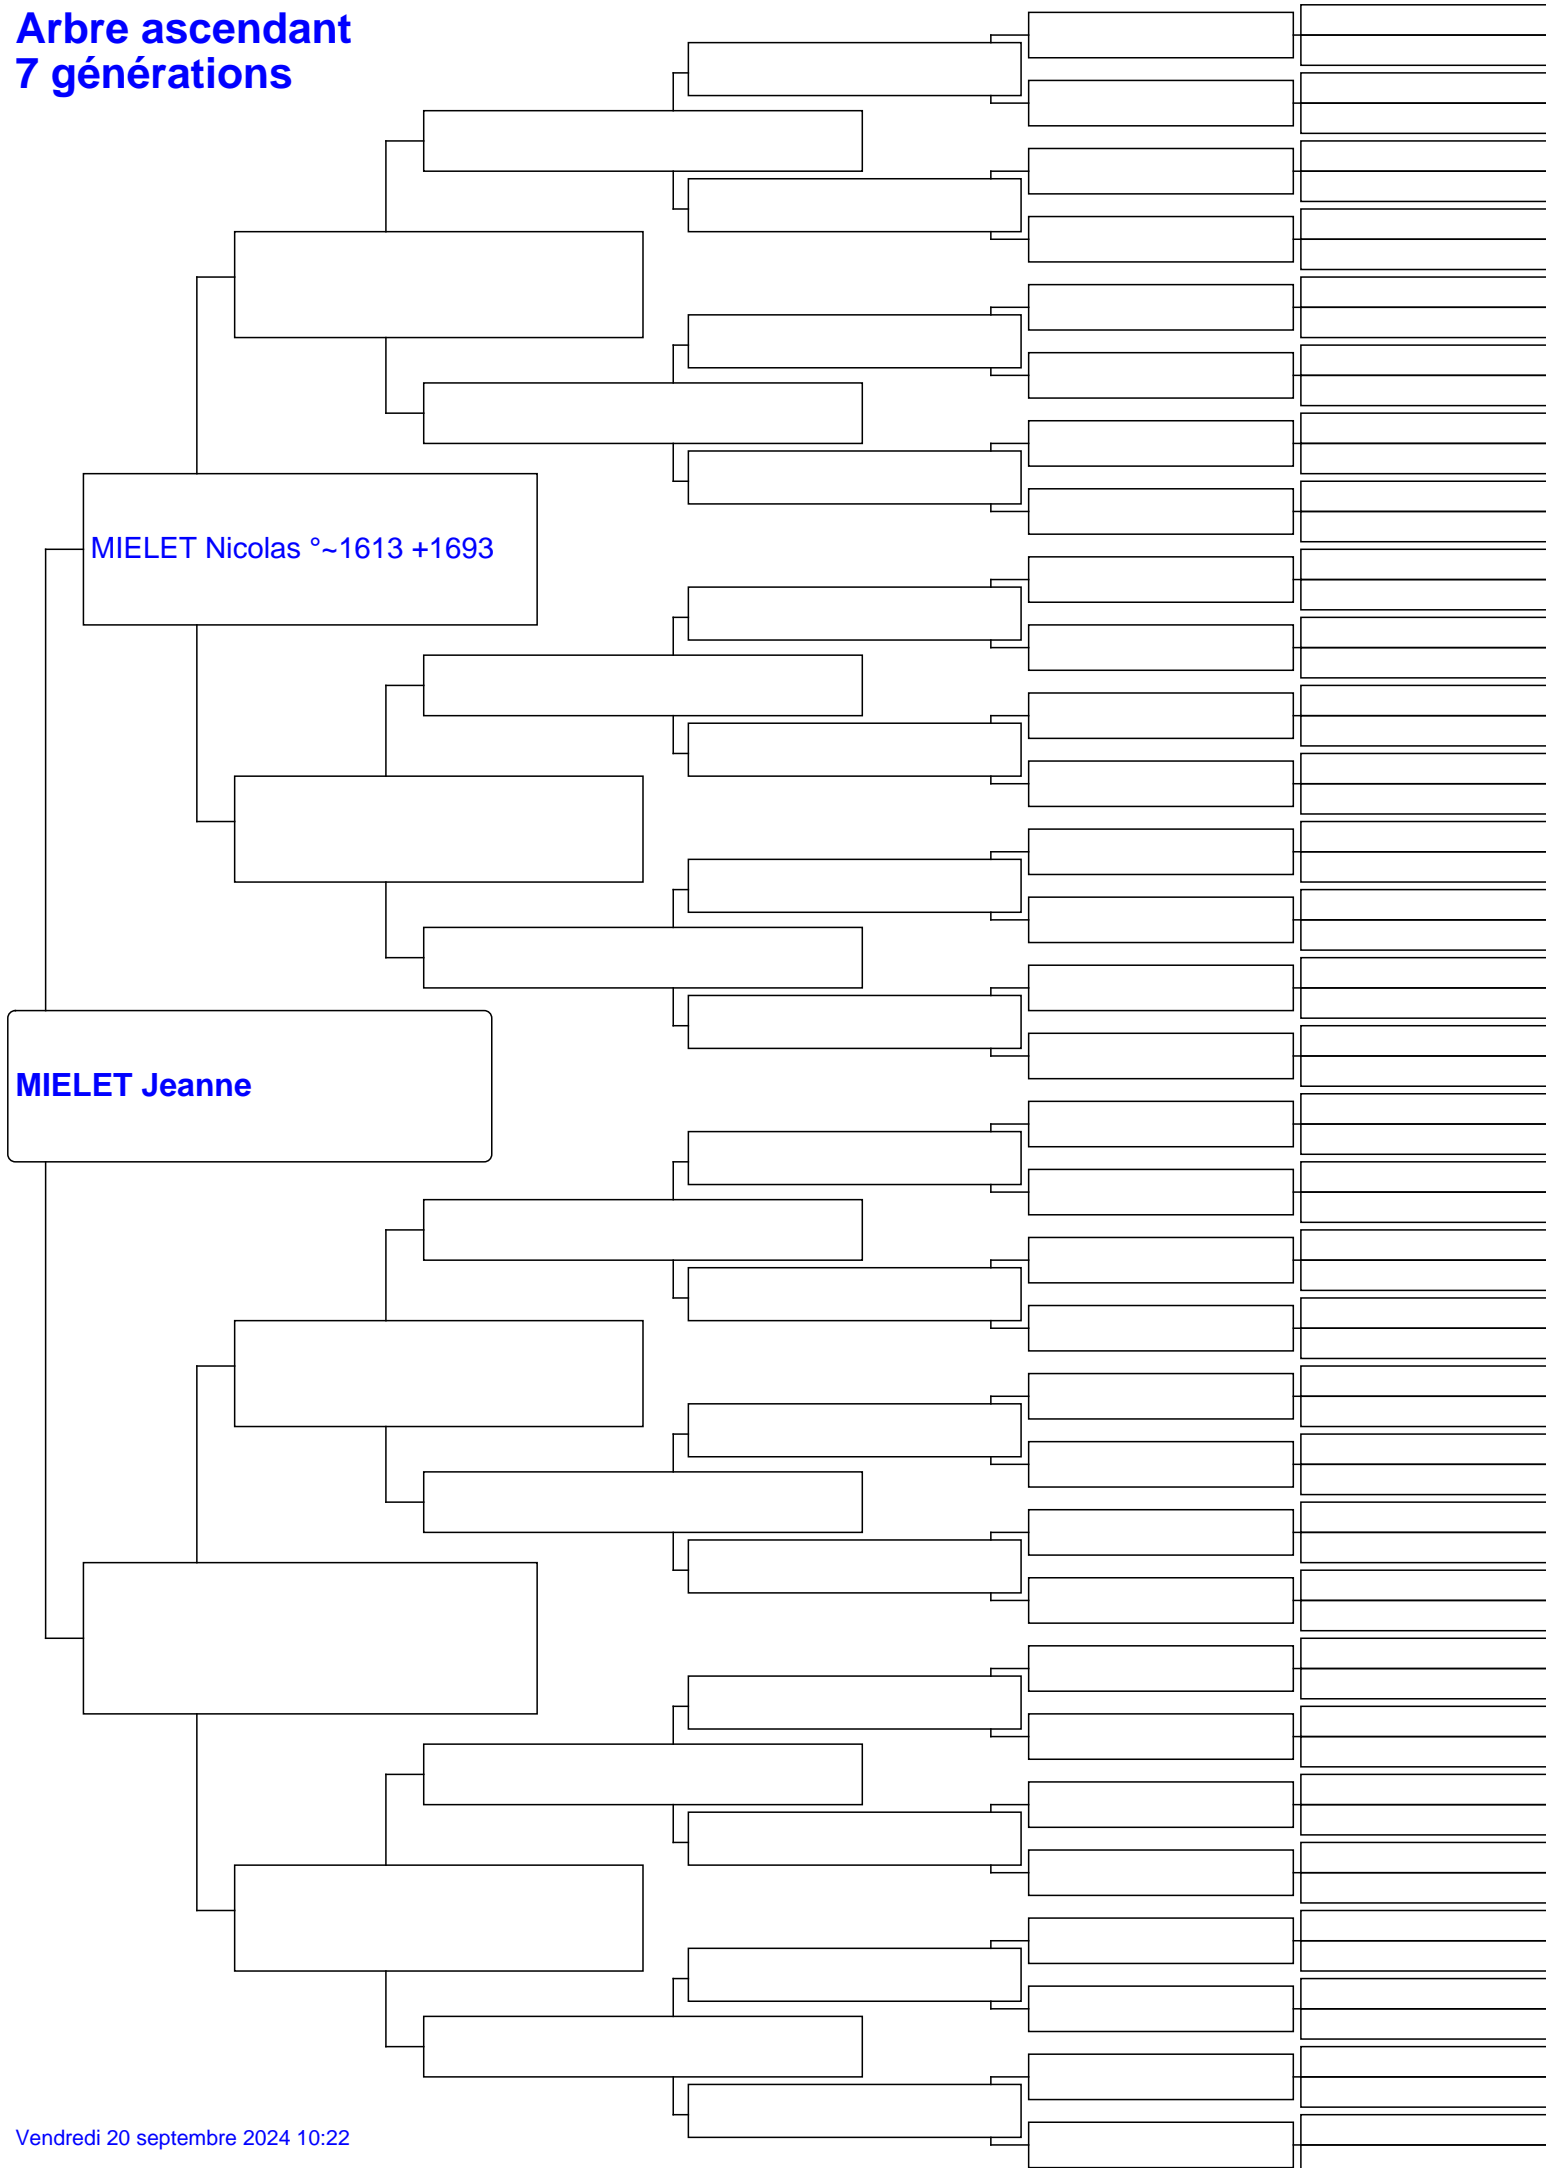 Arbre ascendant
7 générations
MIELET Nicolas °~1613 +1693
MIELET Jeanne
Vendredi 20 septembre 2024 10:22